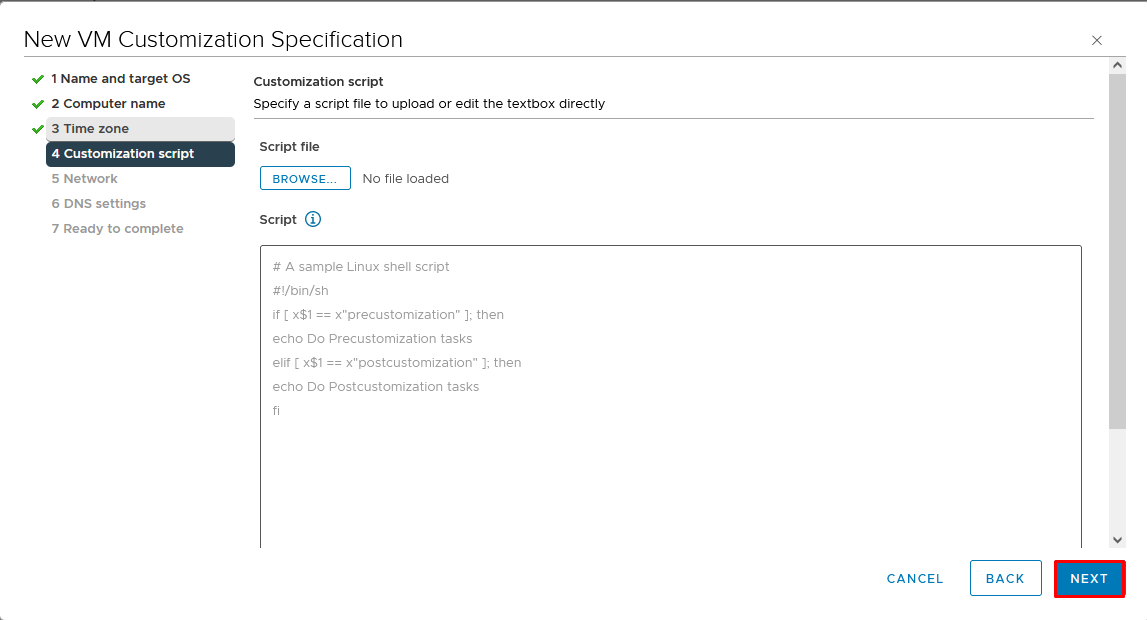 New VM Customization Specification
1 Name and target OS
2 Computer name
3 Time zone
4 Customization script
5 Network
6 DNS settings
7 Ready to complete
Customization script
Specify a script file to upload or edit the textbox directly
Script file
BROWSE... No file loaded
Script
# A sample Linux shell script
#!/bin/sh
if [ x$1 == x"precustomization" ]; then
echo Do Precustomization tasks
elif [ x$1 == x"postcustomization" ]; then
echo Do Postcustomization tasks
fi
CANCEL BACK NEXT